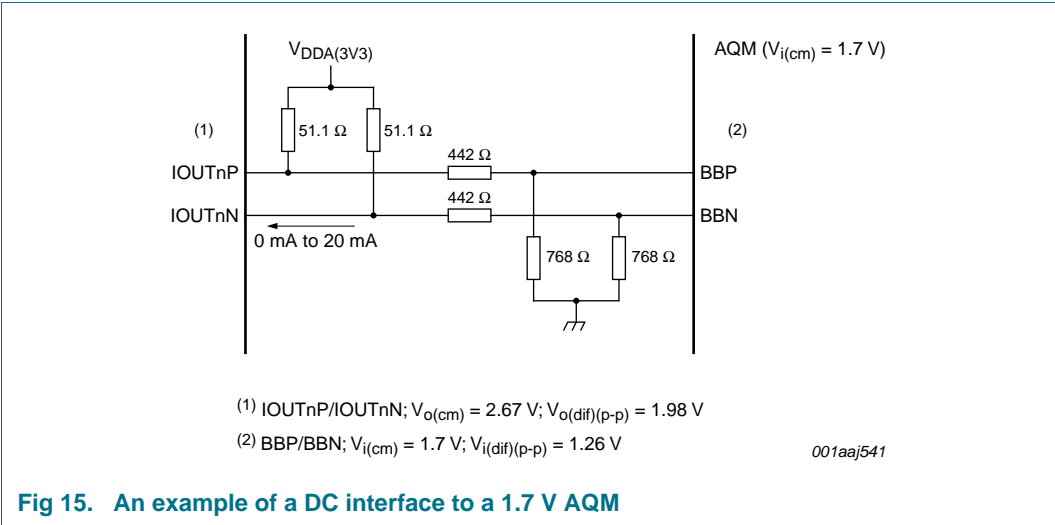 V_DDA(3V3)
AQM (V_i(cm) = 1.7 V)
(1)
51.1 Ω
51.1 Ω
(2)
442 Ω
IOUTnP
BBP
442 Ω
IOUTnN
BBN
0 mA to 20 mA
768 Ω
768 Ω
(1) IOUTnP/IOUTnN; V_o(cm) = 2.67 V; V_o(dif)(p-p) = 1.98 V
(2) BBP/BBN; V_i(cm) = 1.7 V; V_i(dif)(p-p) = 1.26 V
001aaj541
Fig 15. An example of a DC interface to a 1.7 V AQM